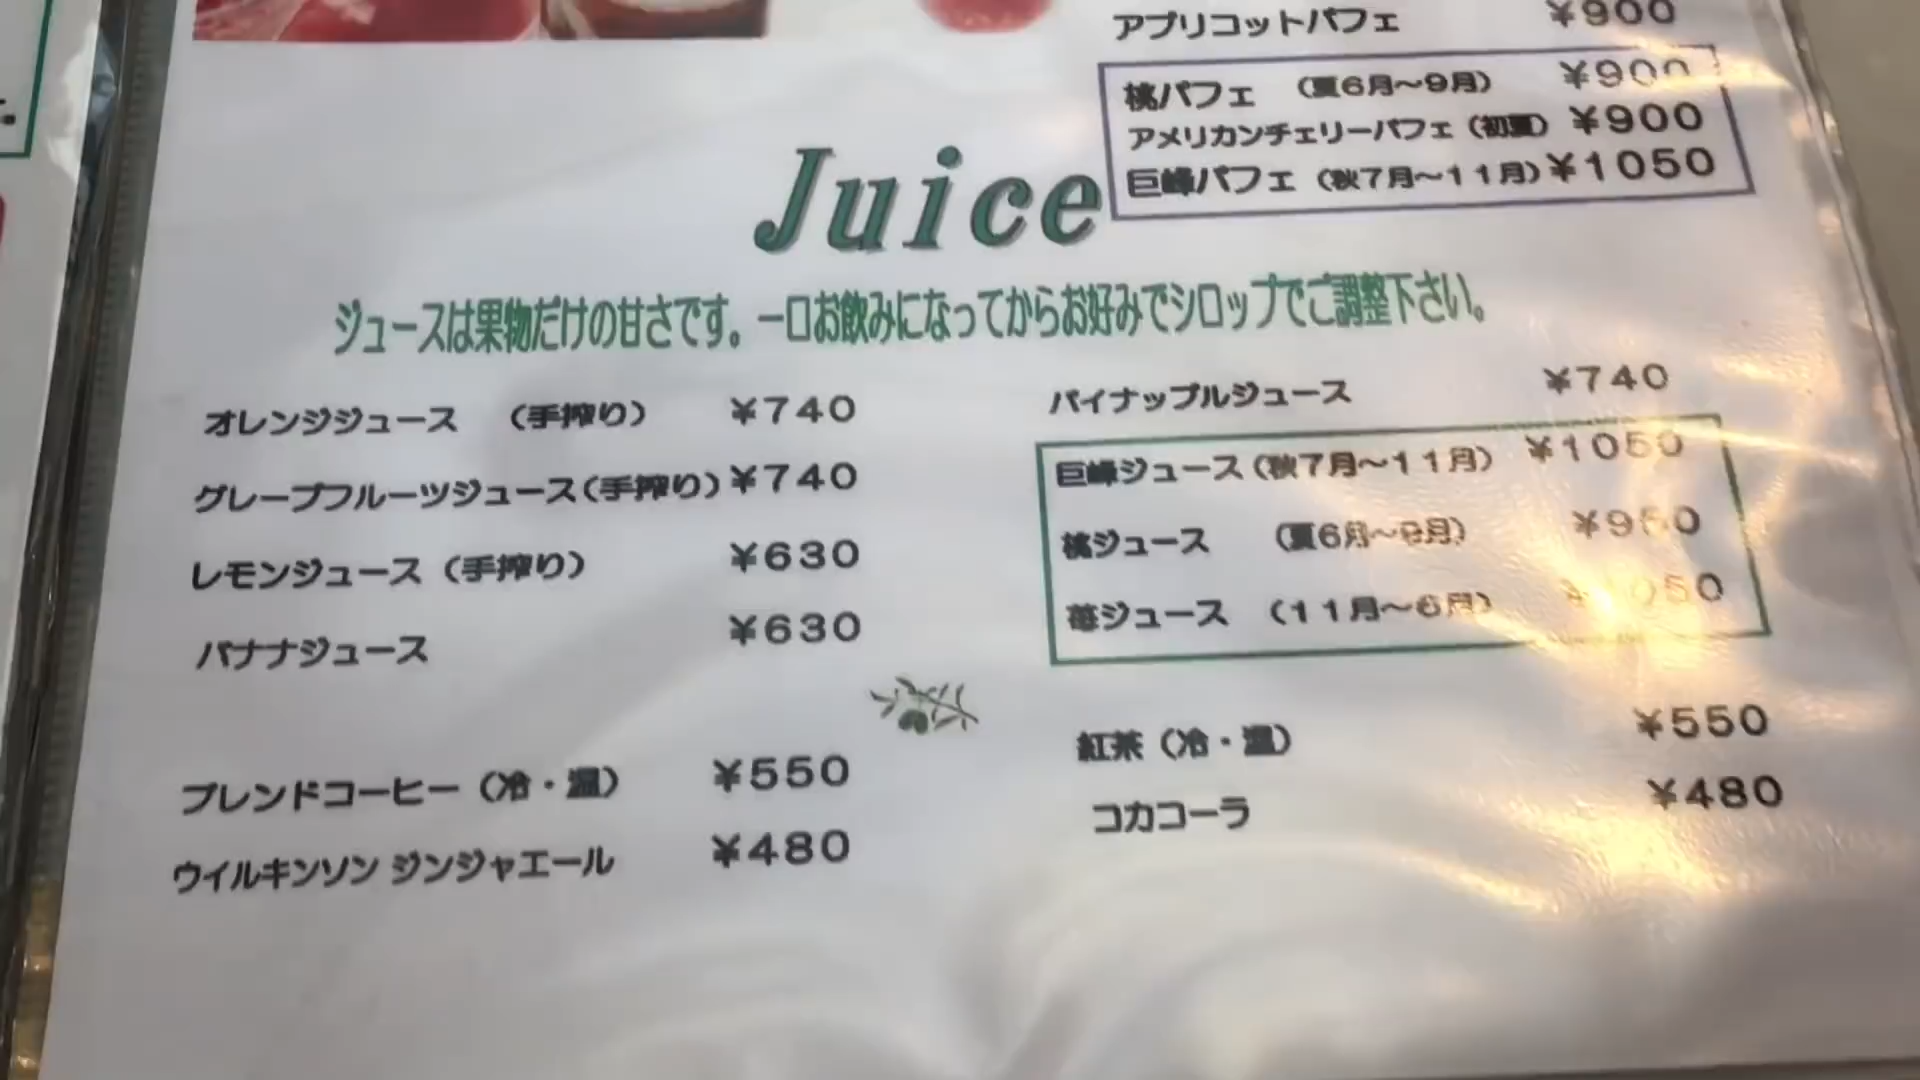 アプリコットパフェ ¥900
桃パフェ （夏6月～9月） ¥900
アメリカンチェリーパフェ（初夏） ¥900
巨峰パフェ（秋7月～11月）¥1050
Juice
ジュースは果物だけの甘さです。一口お飲みになってからお好みでシロップでご調整下さい。
オレンジジュース （手搾り） ¥740
グレープフルーツジュース（手搾り）¥740
レモンジュース（手搾り） ¥630
バナナジュース ¥630
パイナップルジュース ¥740
巨峰ジュース（秋7月～11月） ¥1050
桃ジュース （夏6月～9月） ¥950
苺ジュース （11月～6月）
ブレンドコーヒー（冷・温） ¥550
ウイルキンソン ジンジャエール ¥480
紅茶（冷・温） ¥550
コカコーラ ¥480